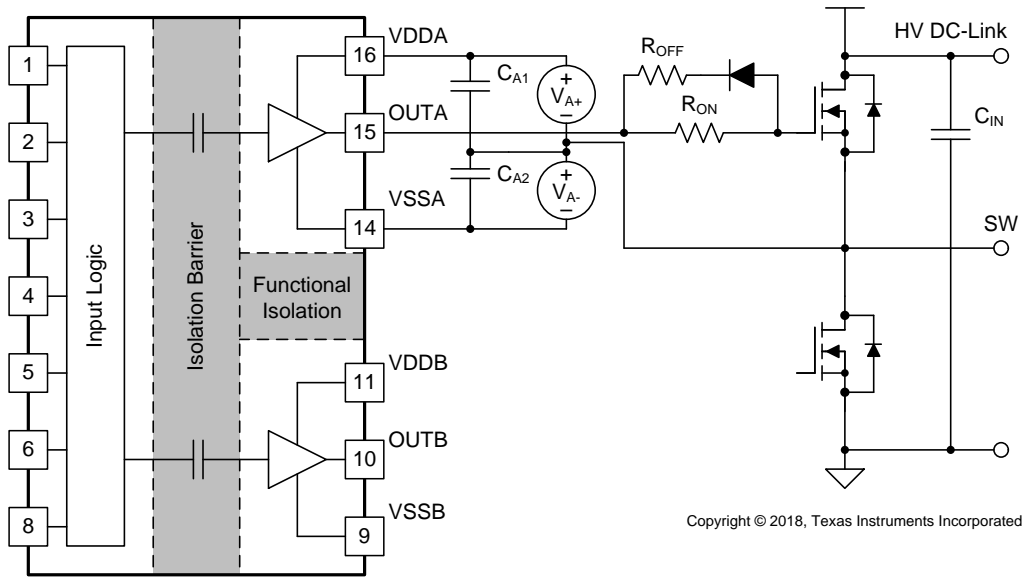 1
2
3
4
5
6
8
Input Logic
Isolation Barrier
Functional
Isolation
16
VDDA
15
OUTA
14
VSSA
11
VDDB
10
OUTB
9
VSSB
CA1
CA2
+
VA+
−
+
VA-
−
ROFF
RON
HV DC-Link
CIN
SW
Copyright © 2018, Texas Instruments Incorporated